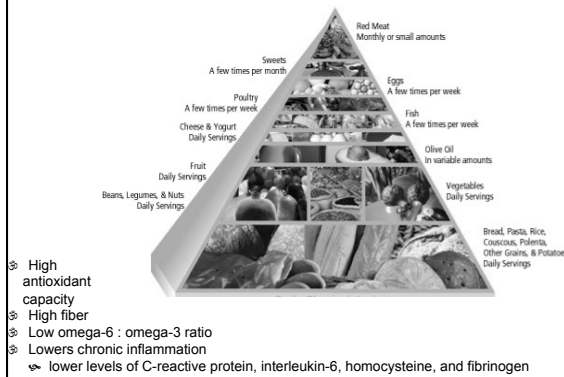 Red Meat
Monthly or small amounts
Sweets
A few times per month
Eggs
A few times per week
Poultry
A few times per week
Fish
A few times per week
Cheese & Yogurt
Daily Servings
Olive Oil
In variable amounts
Fruit
Daily Servings
Vegetables
Daily Servings
Beans, Legumes, & Nuts
Daily Servings
Bread, Pasta, Rice,
Couscous, Polenta,
Other Grains, & Potatoe
Daily Servings
High
antioxidant
capacity
High fiber
Low omega-6 : omega-3 ratio
Lowers chronic inflammation
lower levels of C-reactive protein, interleukin-6, homocysteine, and fibrinogen